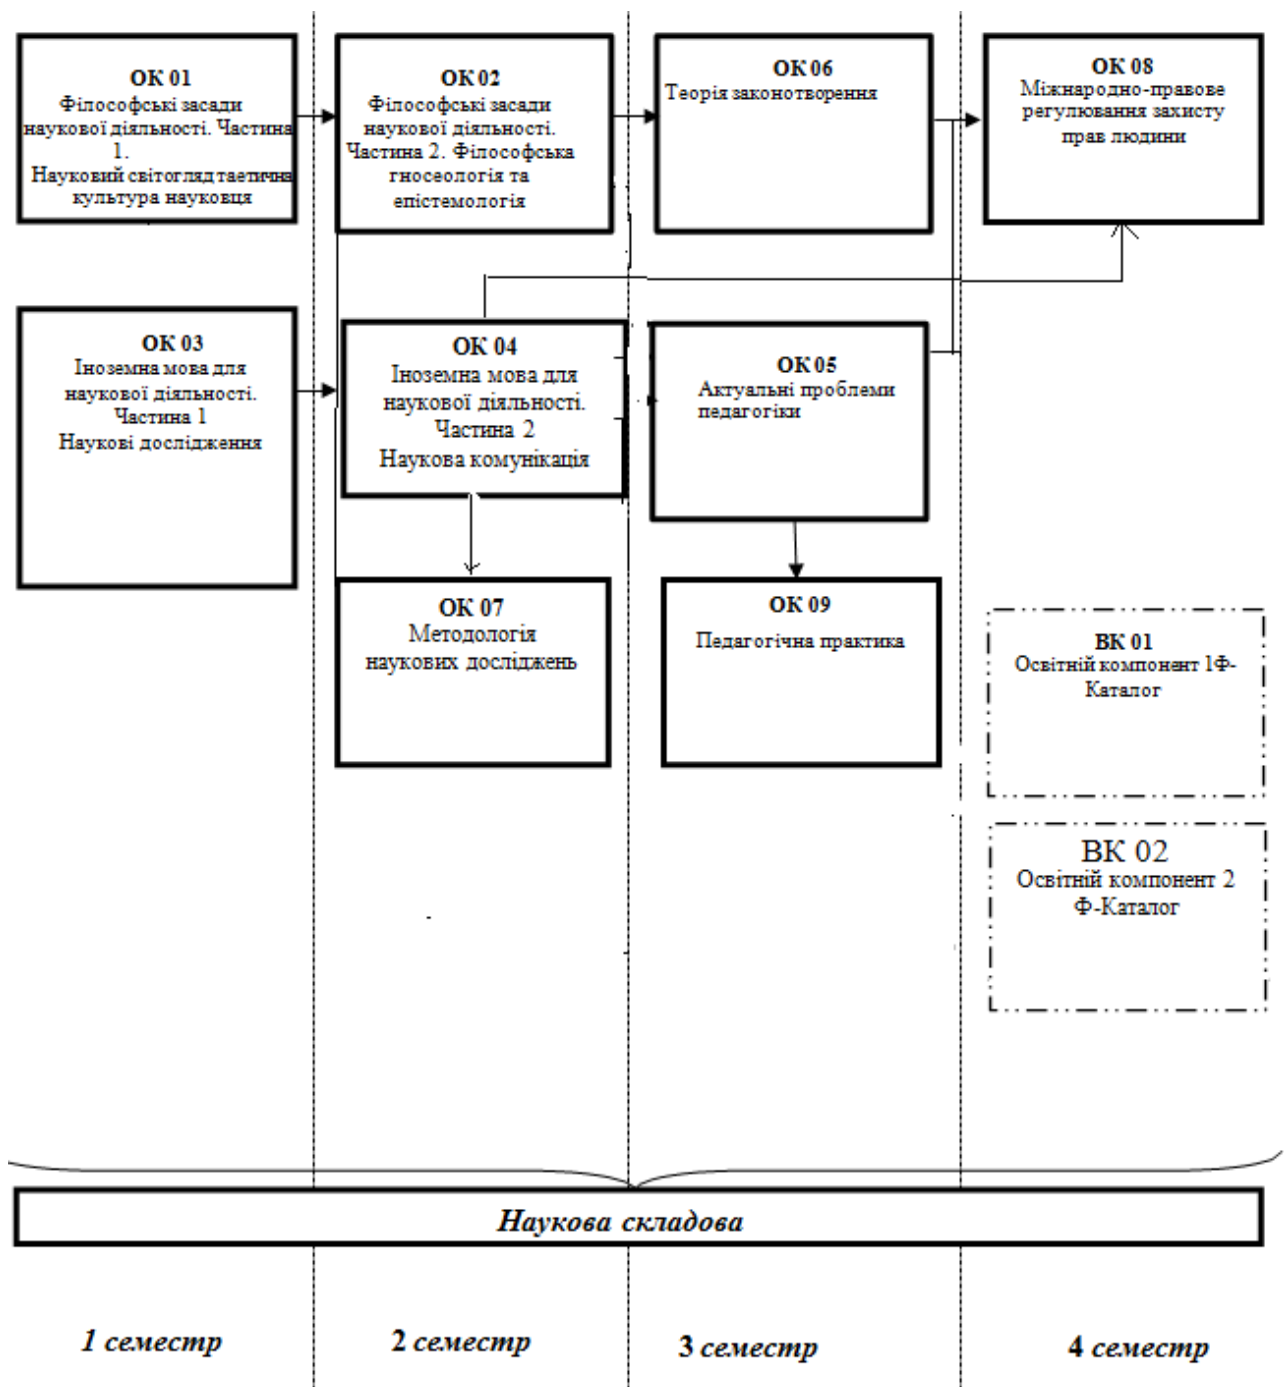 ОК 01
Філософські засади
наукової діяльності. Частина
1.
Науковий світогляд таетична
культура науковця
ОК 02
Філософські засади
наукової діяльності.
Частина 2. Філософська
гносеологія та
епістемологія
ОК 06
Теорія законотворення
ОК 08
Міжнародно-правове
регулювання захисту
прав людини
ОК 03
Іноземна мова для
наукової діяльності.
Частина 1
Наукові дослідження
ОК 04
Іноземна мова для
наукової діяльності.
Частина 2
Наукова комунікація
ОК 05
Актуальні проблеми
педагогіки
ОК 07
Методологія
наукових досліджень
ОК 09
Педагогічна практика
ВК 01
Освітній компонент 1Ф-
Каталог
ВК 02
Освітній компонент 2
Ф-Каталог
Наукова складова
1 семестр
2 семестр
3 семестр
4 семестр